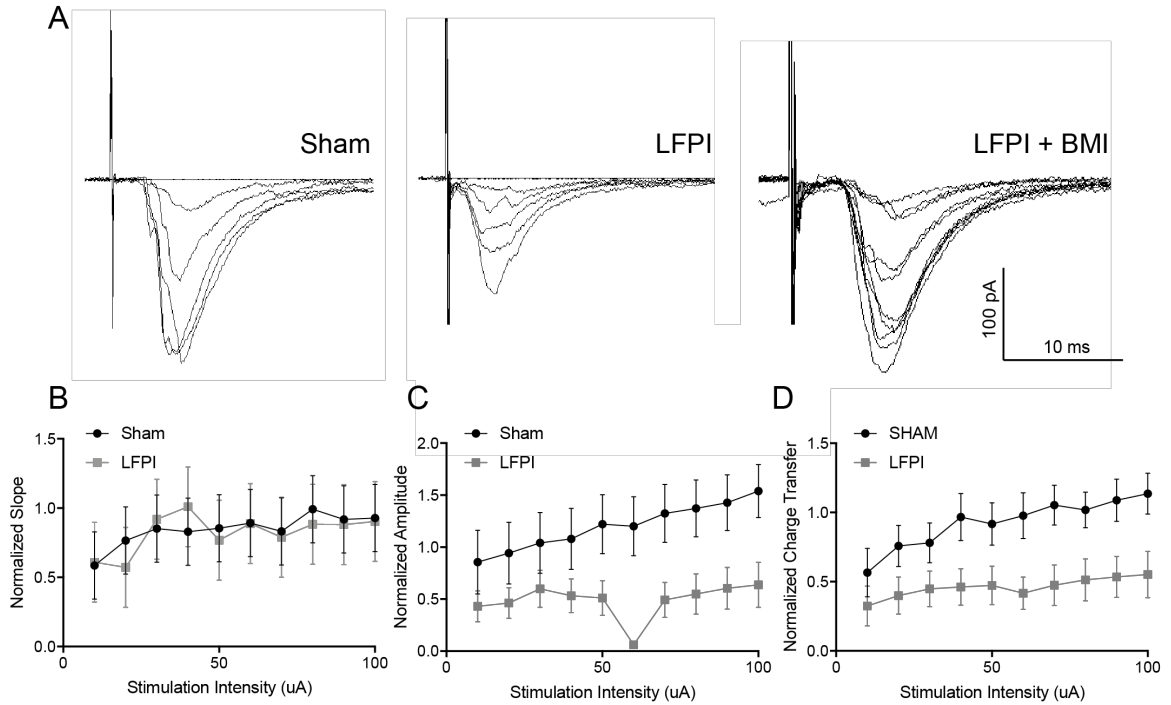 A
Sham
LFPI
LFPI + BMI
100 pA
10 ms
B
Sham
LFPI
1.5
1.0
0.5
0.0
0
50
100
Normalized Slope
Stimulation Intensity (uA)
C
Sham
LFPI
2.0
1.5
1.0
0.5
0.0
0
50
100
Normalized Amplitude
Stimulation Intensity (uA)
D
SHAM
LFPI
1.5
1.0
0.5
0.0
0
50
100
Normalized Charge Transfer
Stimulation Intensity (uA)